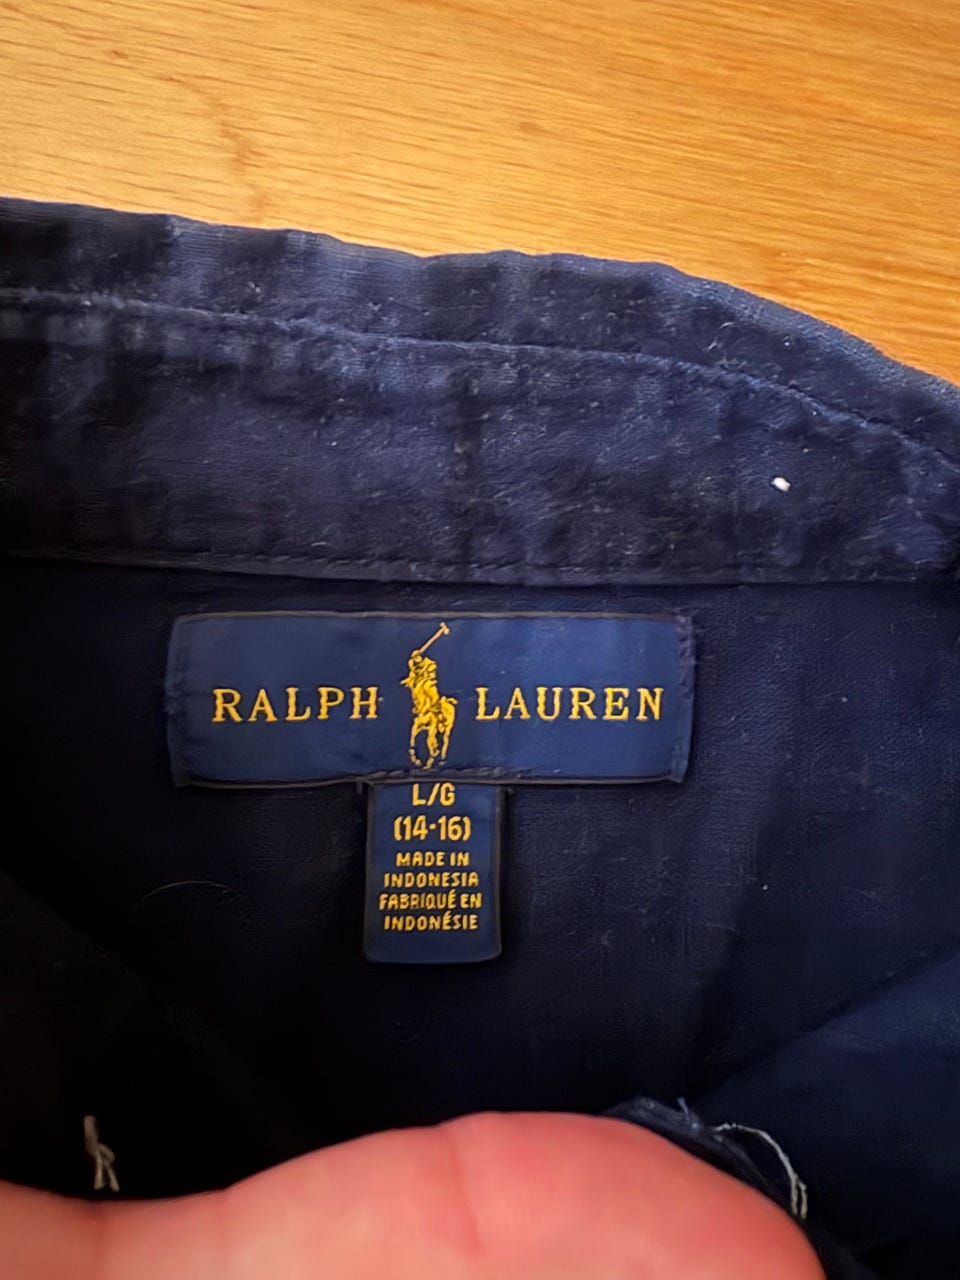 RALPH LAUREN
L/G
(14-16)
MADE IN
INDONESIA
FABRIQUÉ EN
INDONÉSIE